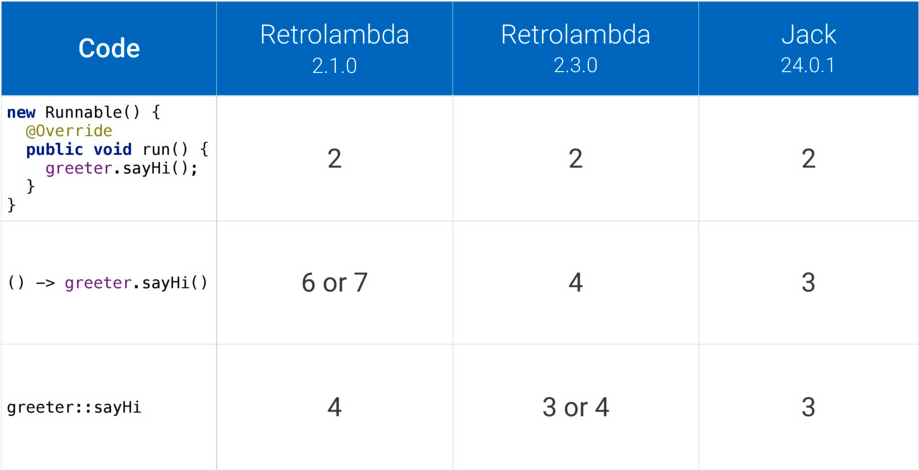 Code
Retrolambda
2.1.0
Retrolambda
2.3.0
Jack
24.0.1
new Runnable() {
  @Override
  public void run() {
    greeter.sayHi();
  }
}
2
2
2
() -> greeter.sayHi()
6 or 7
4
3
greeter::sayHi
4
3 or 4
3